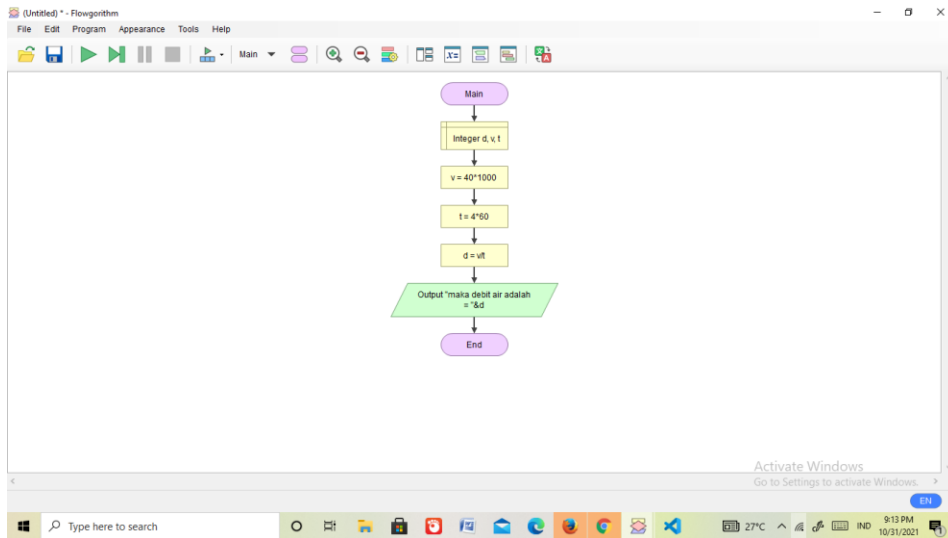 (Untitled) * - Flowgorithm
File Edit Program Appearance Tools Help
Main
x=
Main
Integer d, v, t
v = 40*1000
t = 4*60
d = v/t
Output "maka debit air adalah
= "&d
End
Activate Windows
Go to Settings to activate Windows.
EN
Type here to search
27°C
IND
9:13 PM
10/31/2021